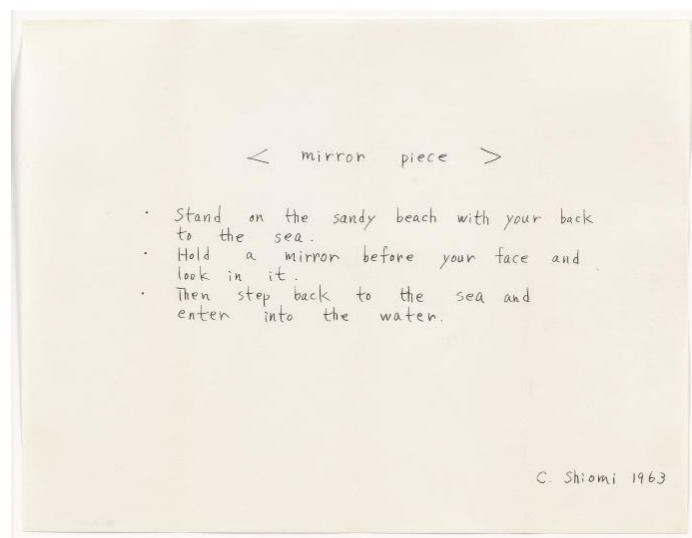 < mirror piece >
· Stand on the sandy beach with your back
to the sea.
· Hold a mirror before your face and
look in it.
· Then step back to the sea and
enter into the water.
C. Shiomi 1963